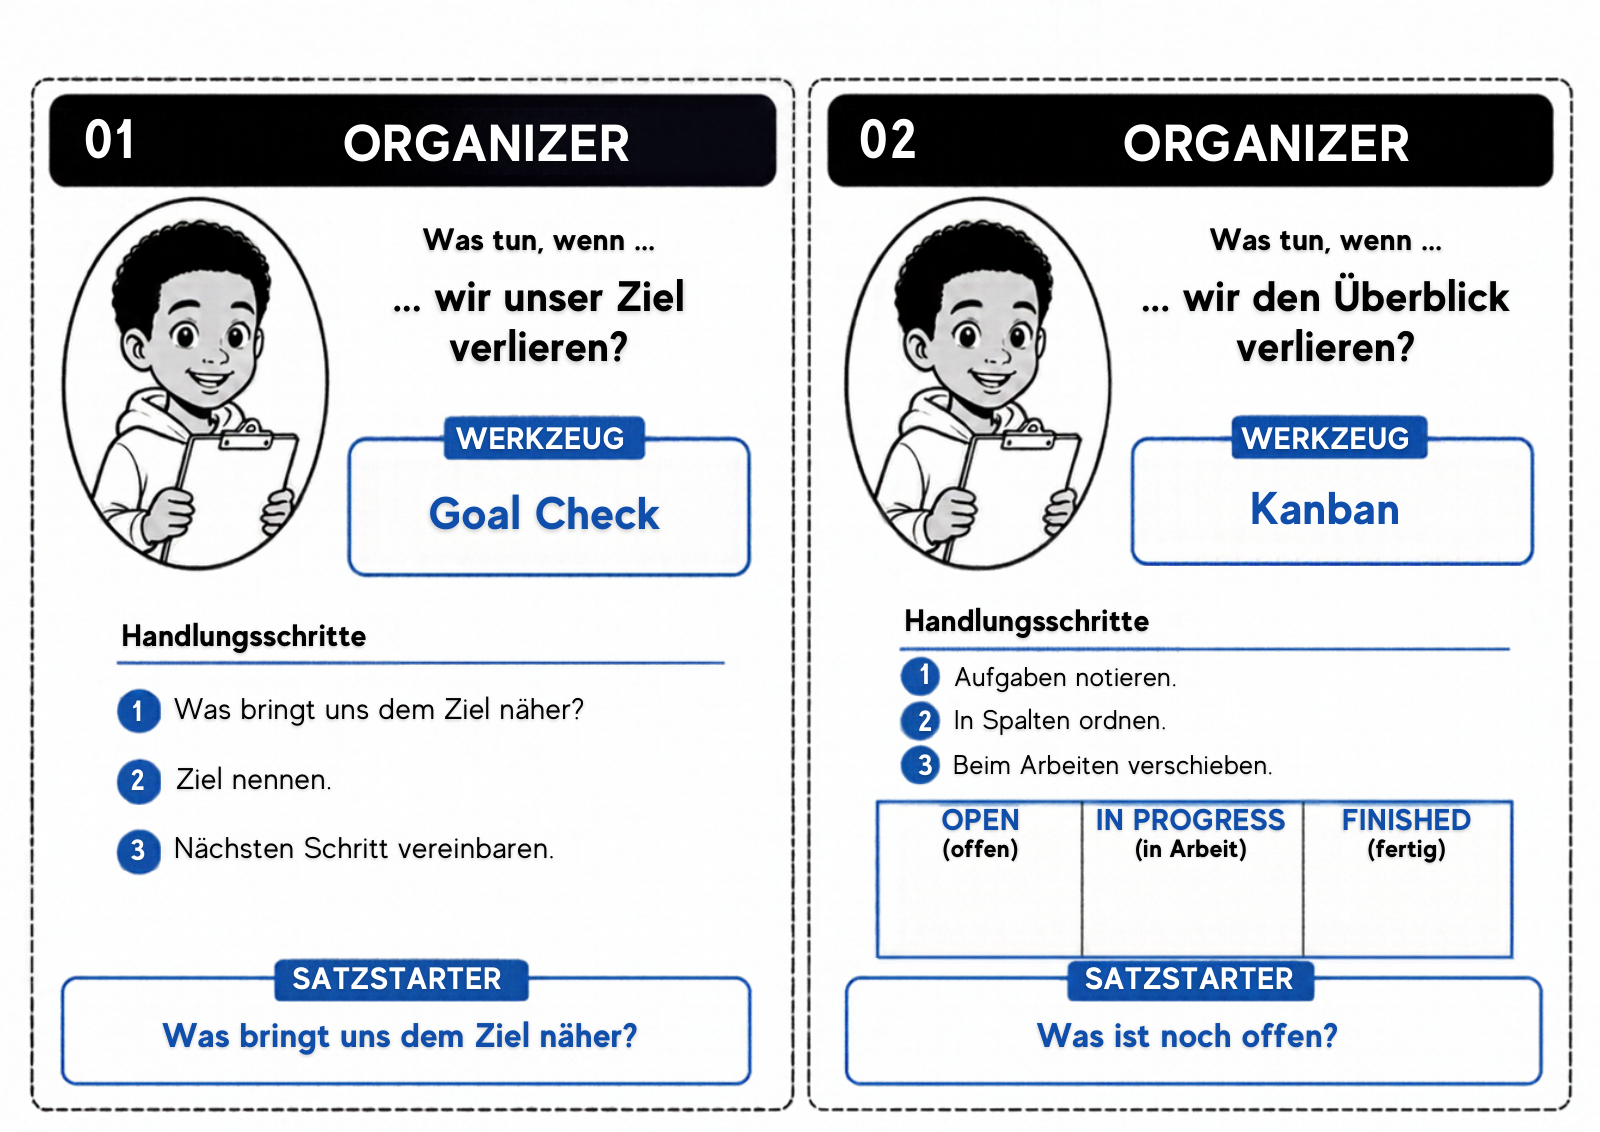 01 ORGANIZER
Was tun, wenn ...
... wir unser Ziel
verlieren?
WERKZEUG
Goal Check
Handlungsschritte
1 Was bringt uns dem Ziel näher?
2 Ziel nennen.
3 Nächsten Schritt vereinbaren.
SATZSTARTER
Was bringt uns dem Ziel näher?
02 ORGANIZER
Was tun, wenn ...
... wir den Überblick
verlieren?
WERKZEUG
Kanban
Handlungsschritte
1 Aufgaben notieren.
2 In Spalten ordnen.
3 Beim Arbeiten verschieben.
OPEN IN PROGRESS FINISHED
(offen) (in Arbeit) (fertig)
SATZSTARTER
Was ist noch offen?